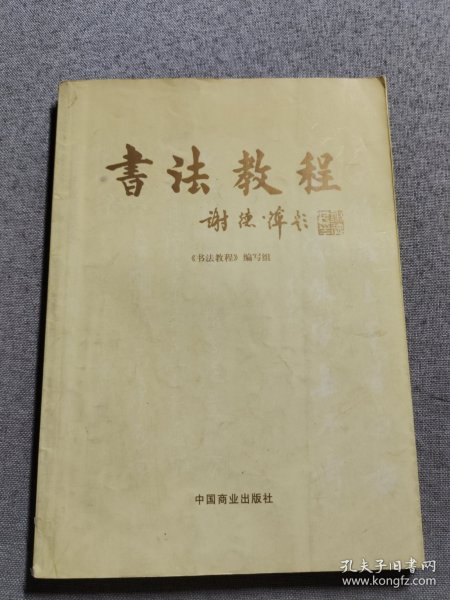 書法教程
谢德萍题
《书法教程》编写组
中国商业出版社
孔夫子旧书网
www.kongfz.com